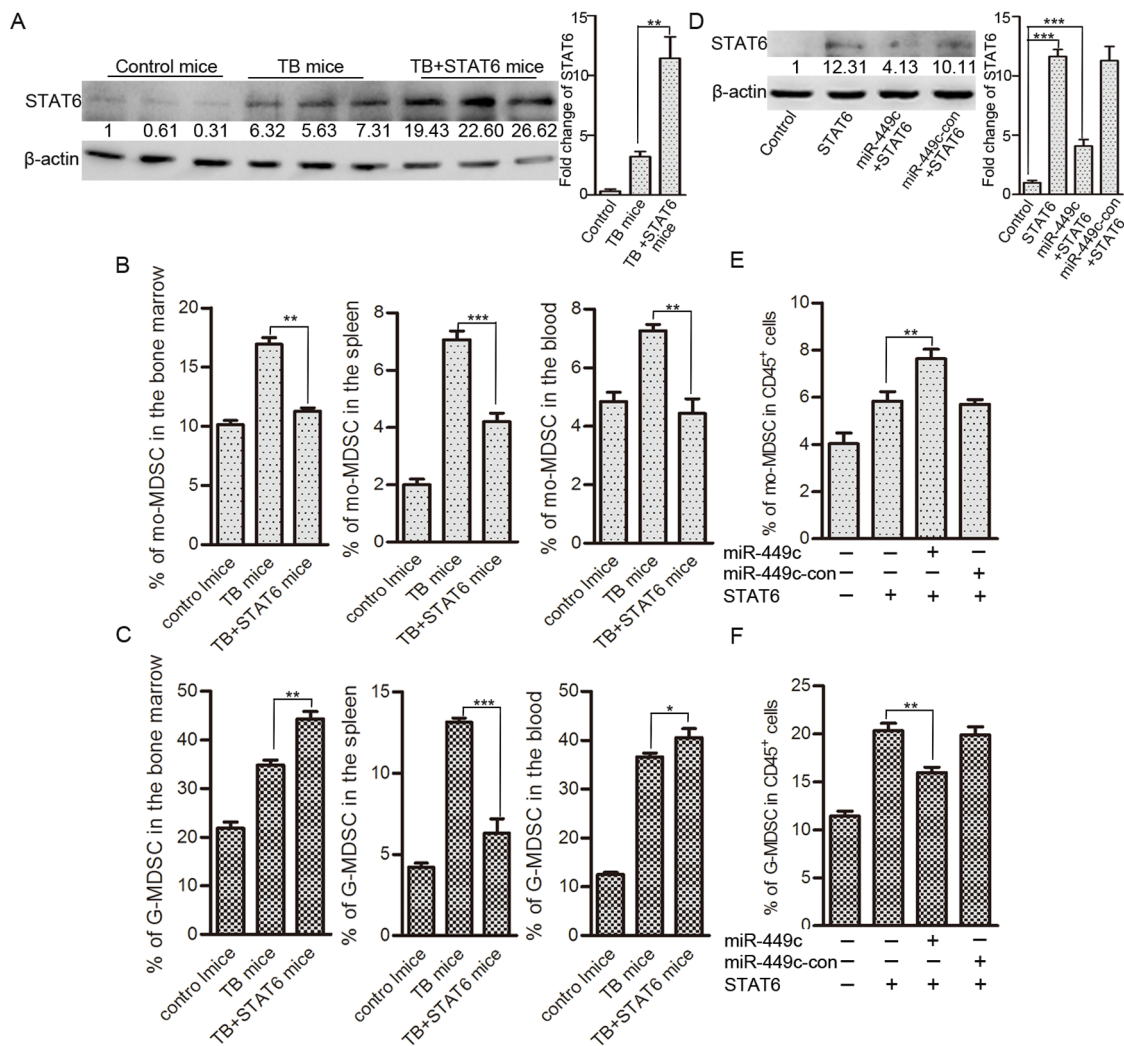 A
Control mice TB mice TB+STAT6 mice
STAT6
1 0.61 0.31 6.32 5.63 7.31 19.43 22.60 26.62
β-actin
Fold change of STAT6
15
10
5
0
**
Control
TB mice
TB +STAT6
mice
D
STAT6
1 12.31 4.13 10.11
β-actin
Control
STAT6
miR-449c
+STAT6
miR-449c-con
+STAT6
Fold change of STAT6
15
10
5
0
***
***
Control
STAT6
miR-449c
+STAT6
miR-449c-con
+STAT6
B
% of mo-MDSC in the bone marrow
20
15
10
5
0
**
contro lmice
TB mice
TB+STAT6 mice
% of mo-MDSC in the spleen
8
6
4
2
0
***
contro lmice
TB mice
TB+STAT6 mice
% of mo-MDSC in the blood
8
6
4
2
0
**
contro lmice
TB mice
TB+STAT6 mice
E
% of mo-MDSC in CD45+ cells
10
8
6
4
2
0
**
miR-449c − − + −
miR-449c-con − − − +
STAT6 − + + +
C
% of G-MDSC in the bone marrow
50
40
30
20
10
0
**
contro lmice
TB mice
TB+STAT6 mice
% of G-MDSC in the spleen
15
10
5
0
***
contro lmice
TB mice
TB+STAT6 mice
% of G-MDSC in the blood
50
40
30
20
10
0
*
contro lmice
TB mice
TB+STAT6 mice
F
% of G-MDSC in CD45+ cells
25
20
15
10
5
0
**
miR-449c − − + −
miR-449c-con − − − +
STAT6 − + + +